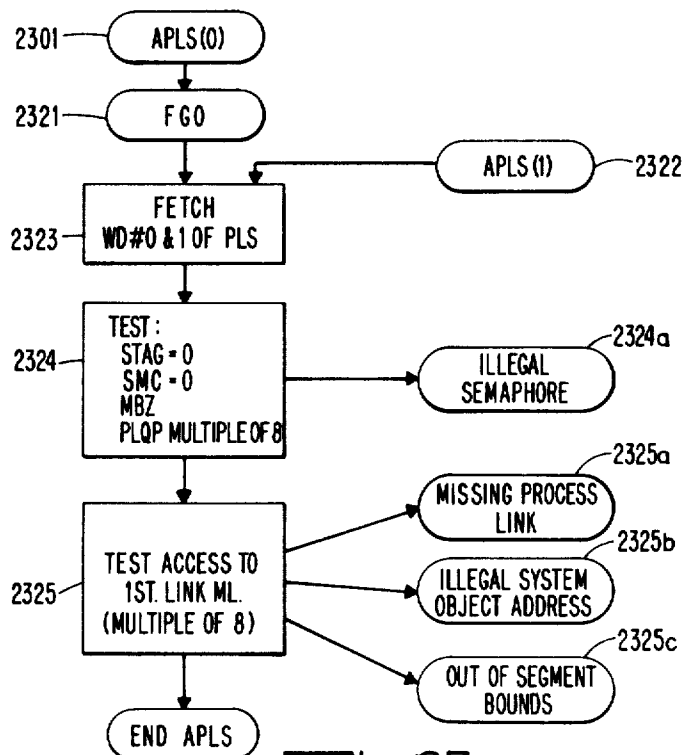 2301
APLS(0)
2321
FGO
APLS(1)
2322
FETCH
WD#0 & 1 OF PLS
2323
TEST:
STAG = 0
SMC = 0
MBZ
PLQP MULTIPLE OF 8
2324
2324a
ILLEGAL
SEMAPHORE
2325a
MISSING PROCESS
LINK
TEST ACCESS TO
1ST. LINK ML.
(MULTIPLE OF 8)
2325
2325b
ILLEGAL SYSTEM
OBJECT ADDRESS
2325c
OUT OF SEGMENT
BOUNDS
END APLS